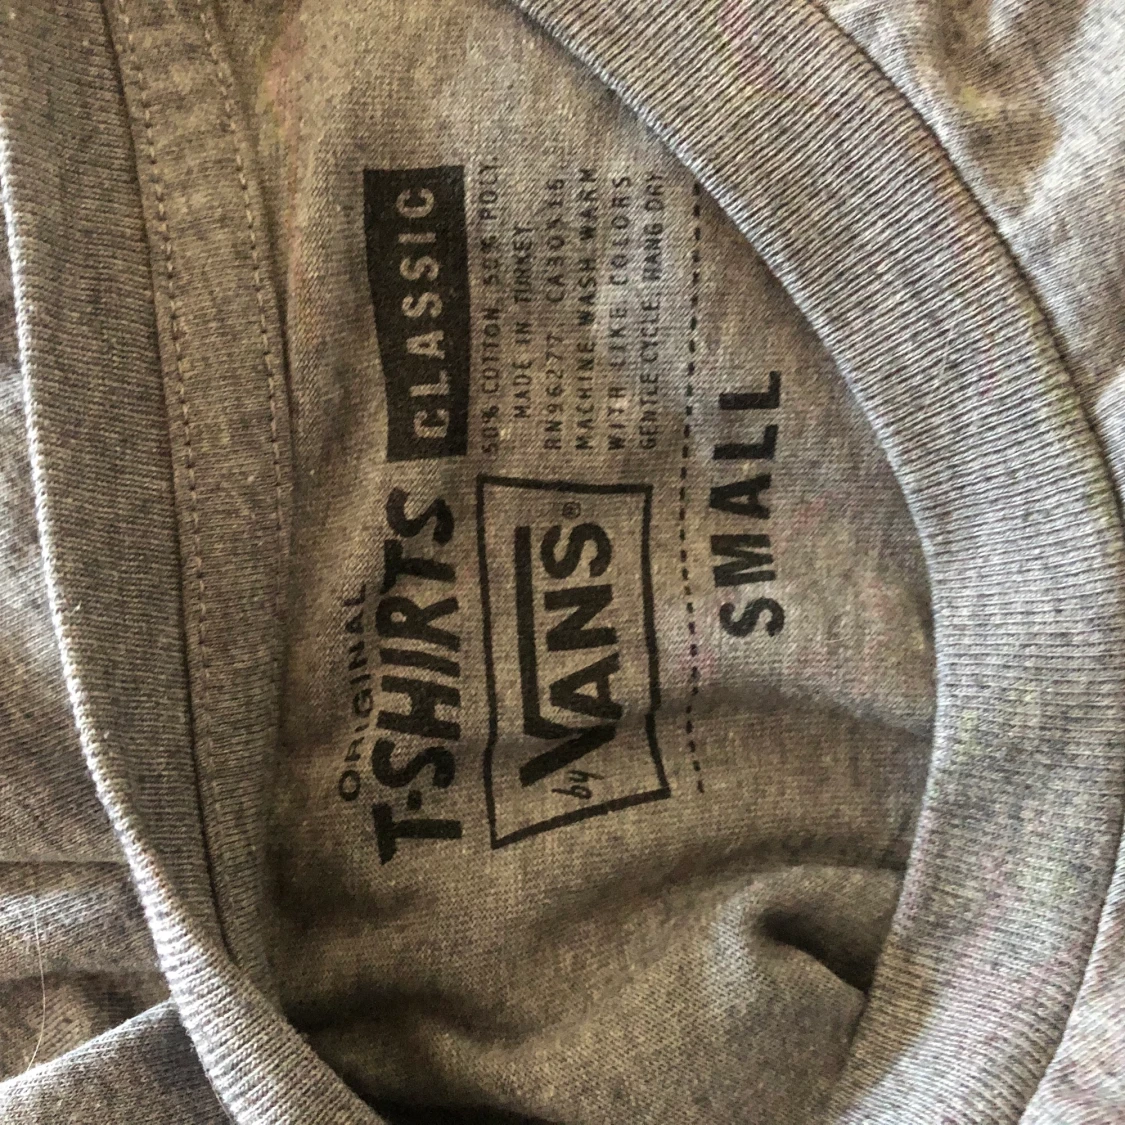 ORIGINAL
T-SHIRTS CLASSIC
by VANS®
50% COTTON 50% POLY
MADE IN TURKEY
RN96277 CA30516
MACHINE WASH WARM
WITH LIKE COLORS
GENTLE CYCLE. HANG DRY
SMALL